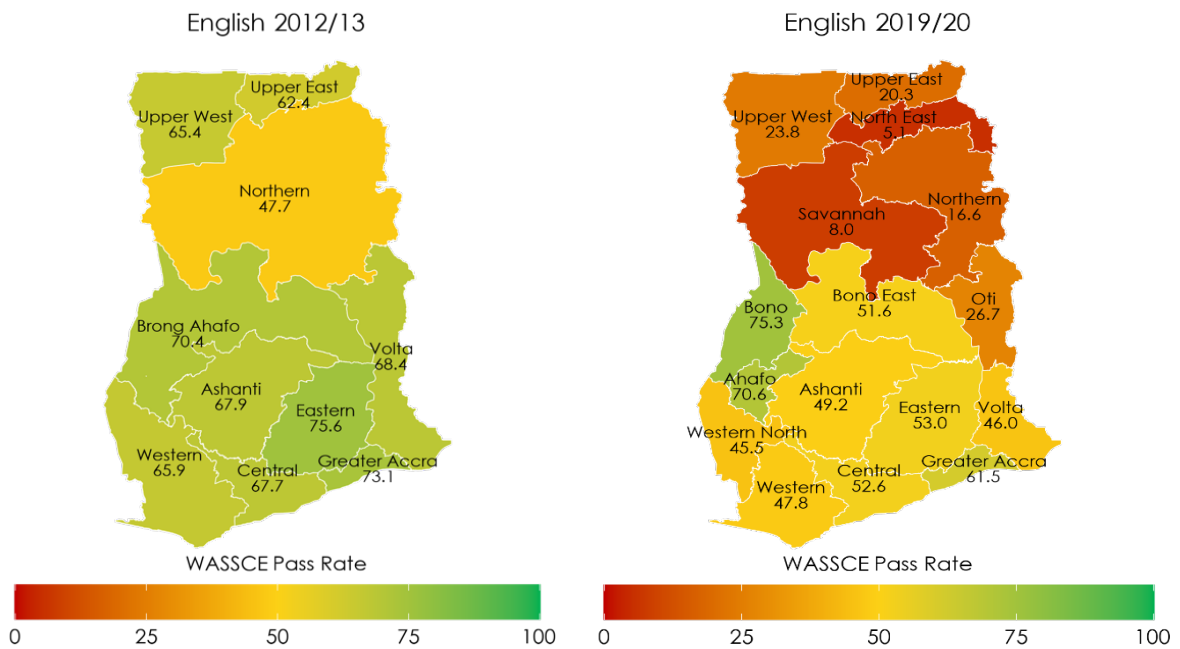 English 2012/13
Upper East
62.4
Upper West
65.4
Northern
47.7
Brong Ahafo
70.4
Volta
68.4
Ashanti
67.9
Eastern
75.6
Western
65.9
Central
67.7
Greater Accra
73.1
WASSCE Pass Rate
0 25 50 75 100
English 2019/20
Upper East
20.3
Upper West
23.8
North East
5.1
Northern
16.6
Savannah
8.0
Bono East
51.6
Oti
26.7
Bono
75.3
Ahafo
70.6
Ashanti
49.2
Eastern
53.0
Volta
46.0
Western North
45.5
Greater Accra
61.5
Central
52.6
Western
47.8
WASSCE Pass Rate
0 25 50 75 100